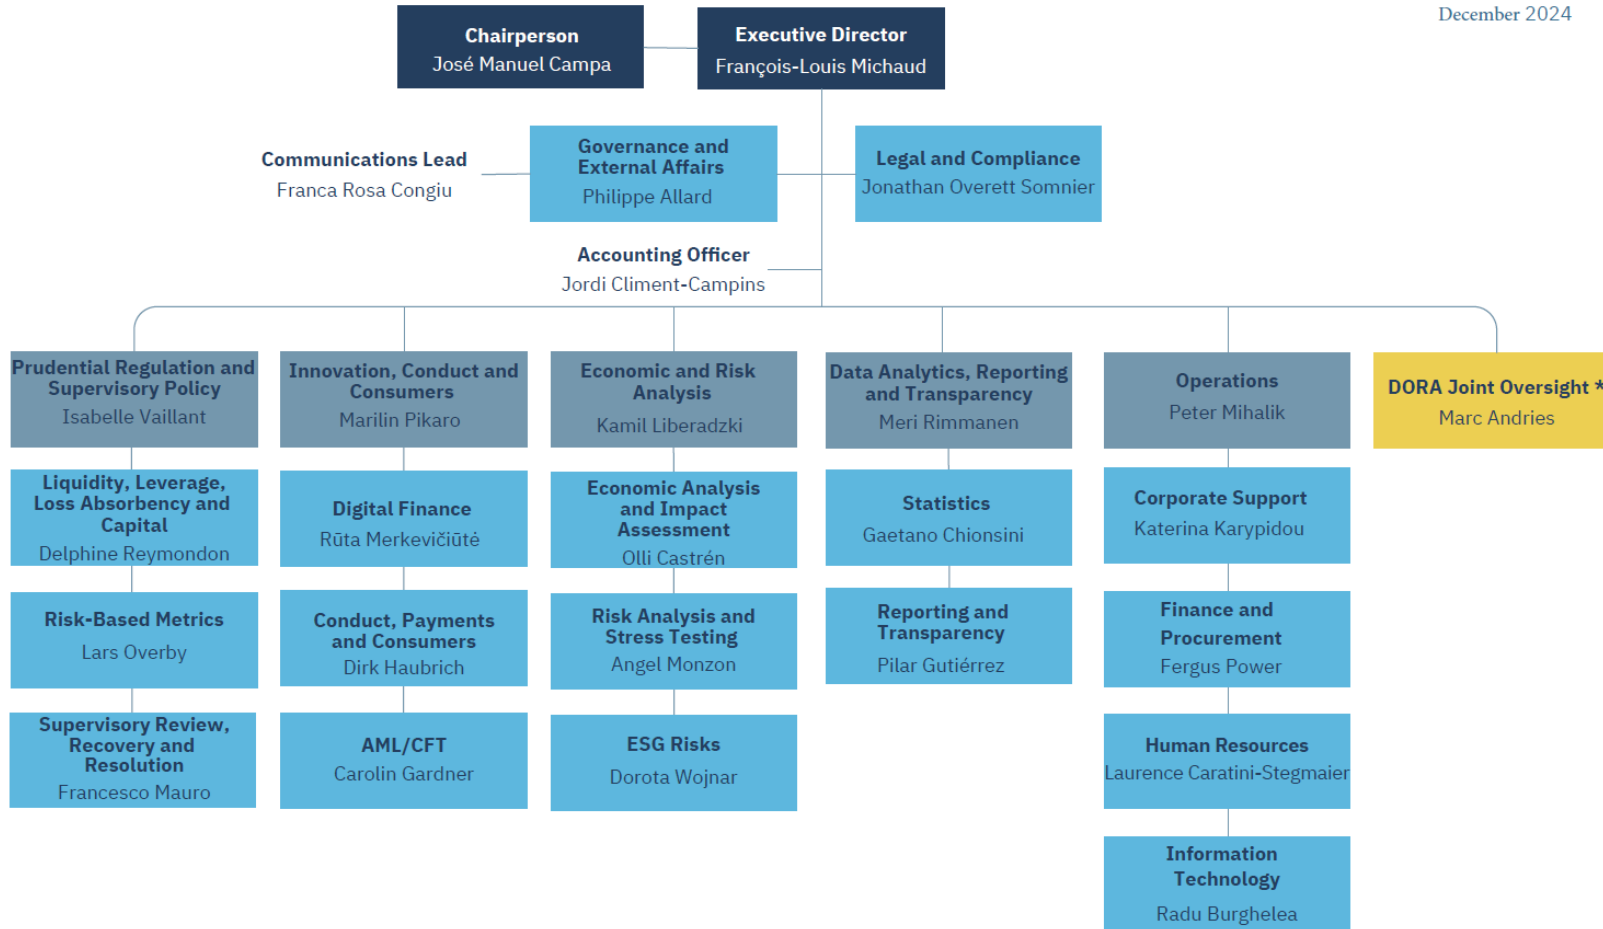 December 2024
Chairperson
José Manuel Campa
Executive Director
François-Louis Michaud
Communications Lead
Franca Rosa Congiu
Governance and
External Affairs
Philippe Allard
Legal and Compliance
Jonathan Overett Somnier
Accounting Officer
Jordi Climent-Campins
Prudential Regulation and
Supervisory Policy
Isabelle Vaillant
Innovation, Conduct and
Consumers
Marilin Pikaro
Economic and Risk
Analysis
Kamil Liberadzki
Data Analytics, Reporting
and Transparency
Meri Rimmanen
Operations
Peter Mihalik
DORA Joint Oversight *
Marc Andries
Liquidity, Leverage,
Loss Absorbency and
Capital
Delphine Reymondon
Digital Finance
Rūta Merkevičiūtė
Economic Analysis
and Impact
Assessment
Olli Castrén
Statistics
Gaetano Chionsini
Corporate Support
Katerina Karypidou
Risk-Based Metrics
Lars Overby
Conduct, Payments
and Consumers
Dirk Haubrich
Risk Analysis and
Stress Testing
Angel Monzon
Reporting and
Transparency
Pilar Gutiérrez
Finance and
Procurement
Fergus Power
Supervisory Review,
Recovery and
Resolution
Francesco Mauro
AML/CFT
Carolin Gardner
ESG Risks
Dorota Wojnar
Human Resources
Laurence Caratini-Stegmaier
Information
Technology
Radu Burghelea